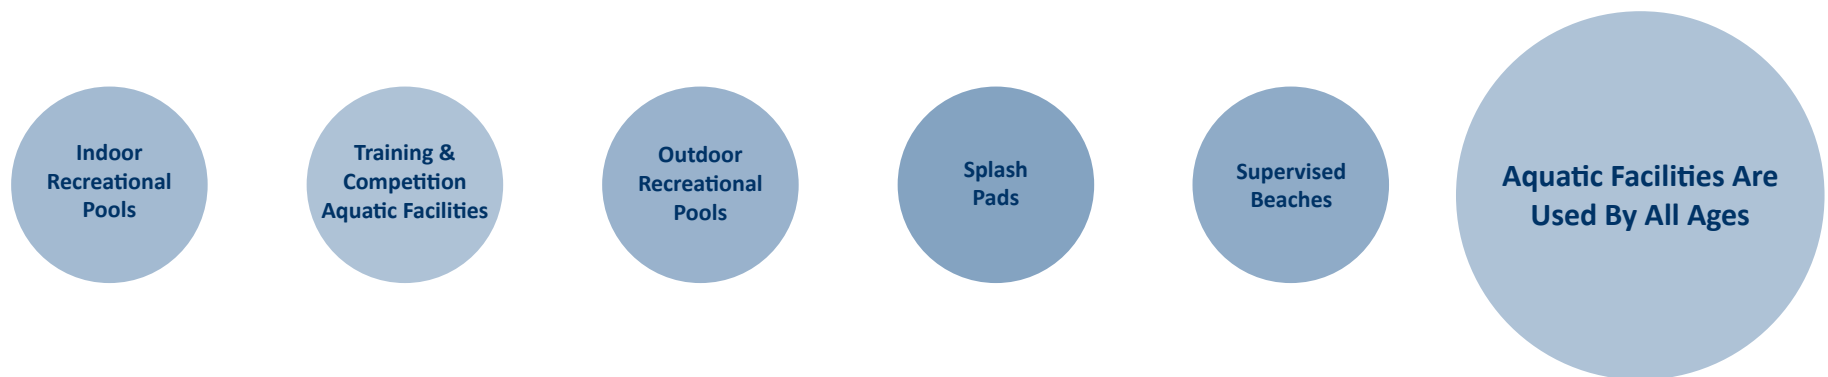 Indoor
Recreational
Pools
Training &
Competition
Aquatic Facilities
Outdoor
Recreational
Pools
Splash
Pads
Supervised
Beaches
Aquatic Facilities Are
Used By All Ages